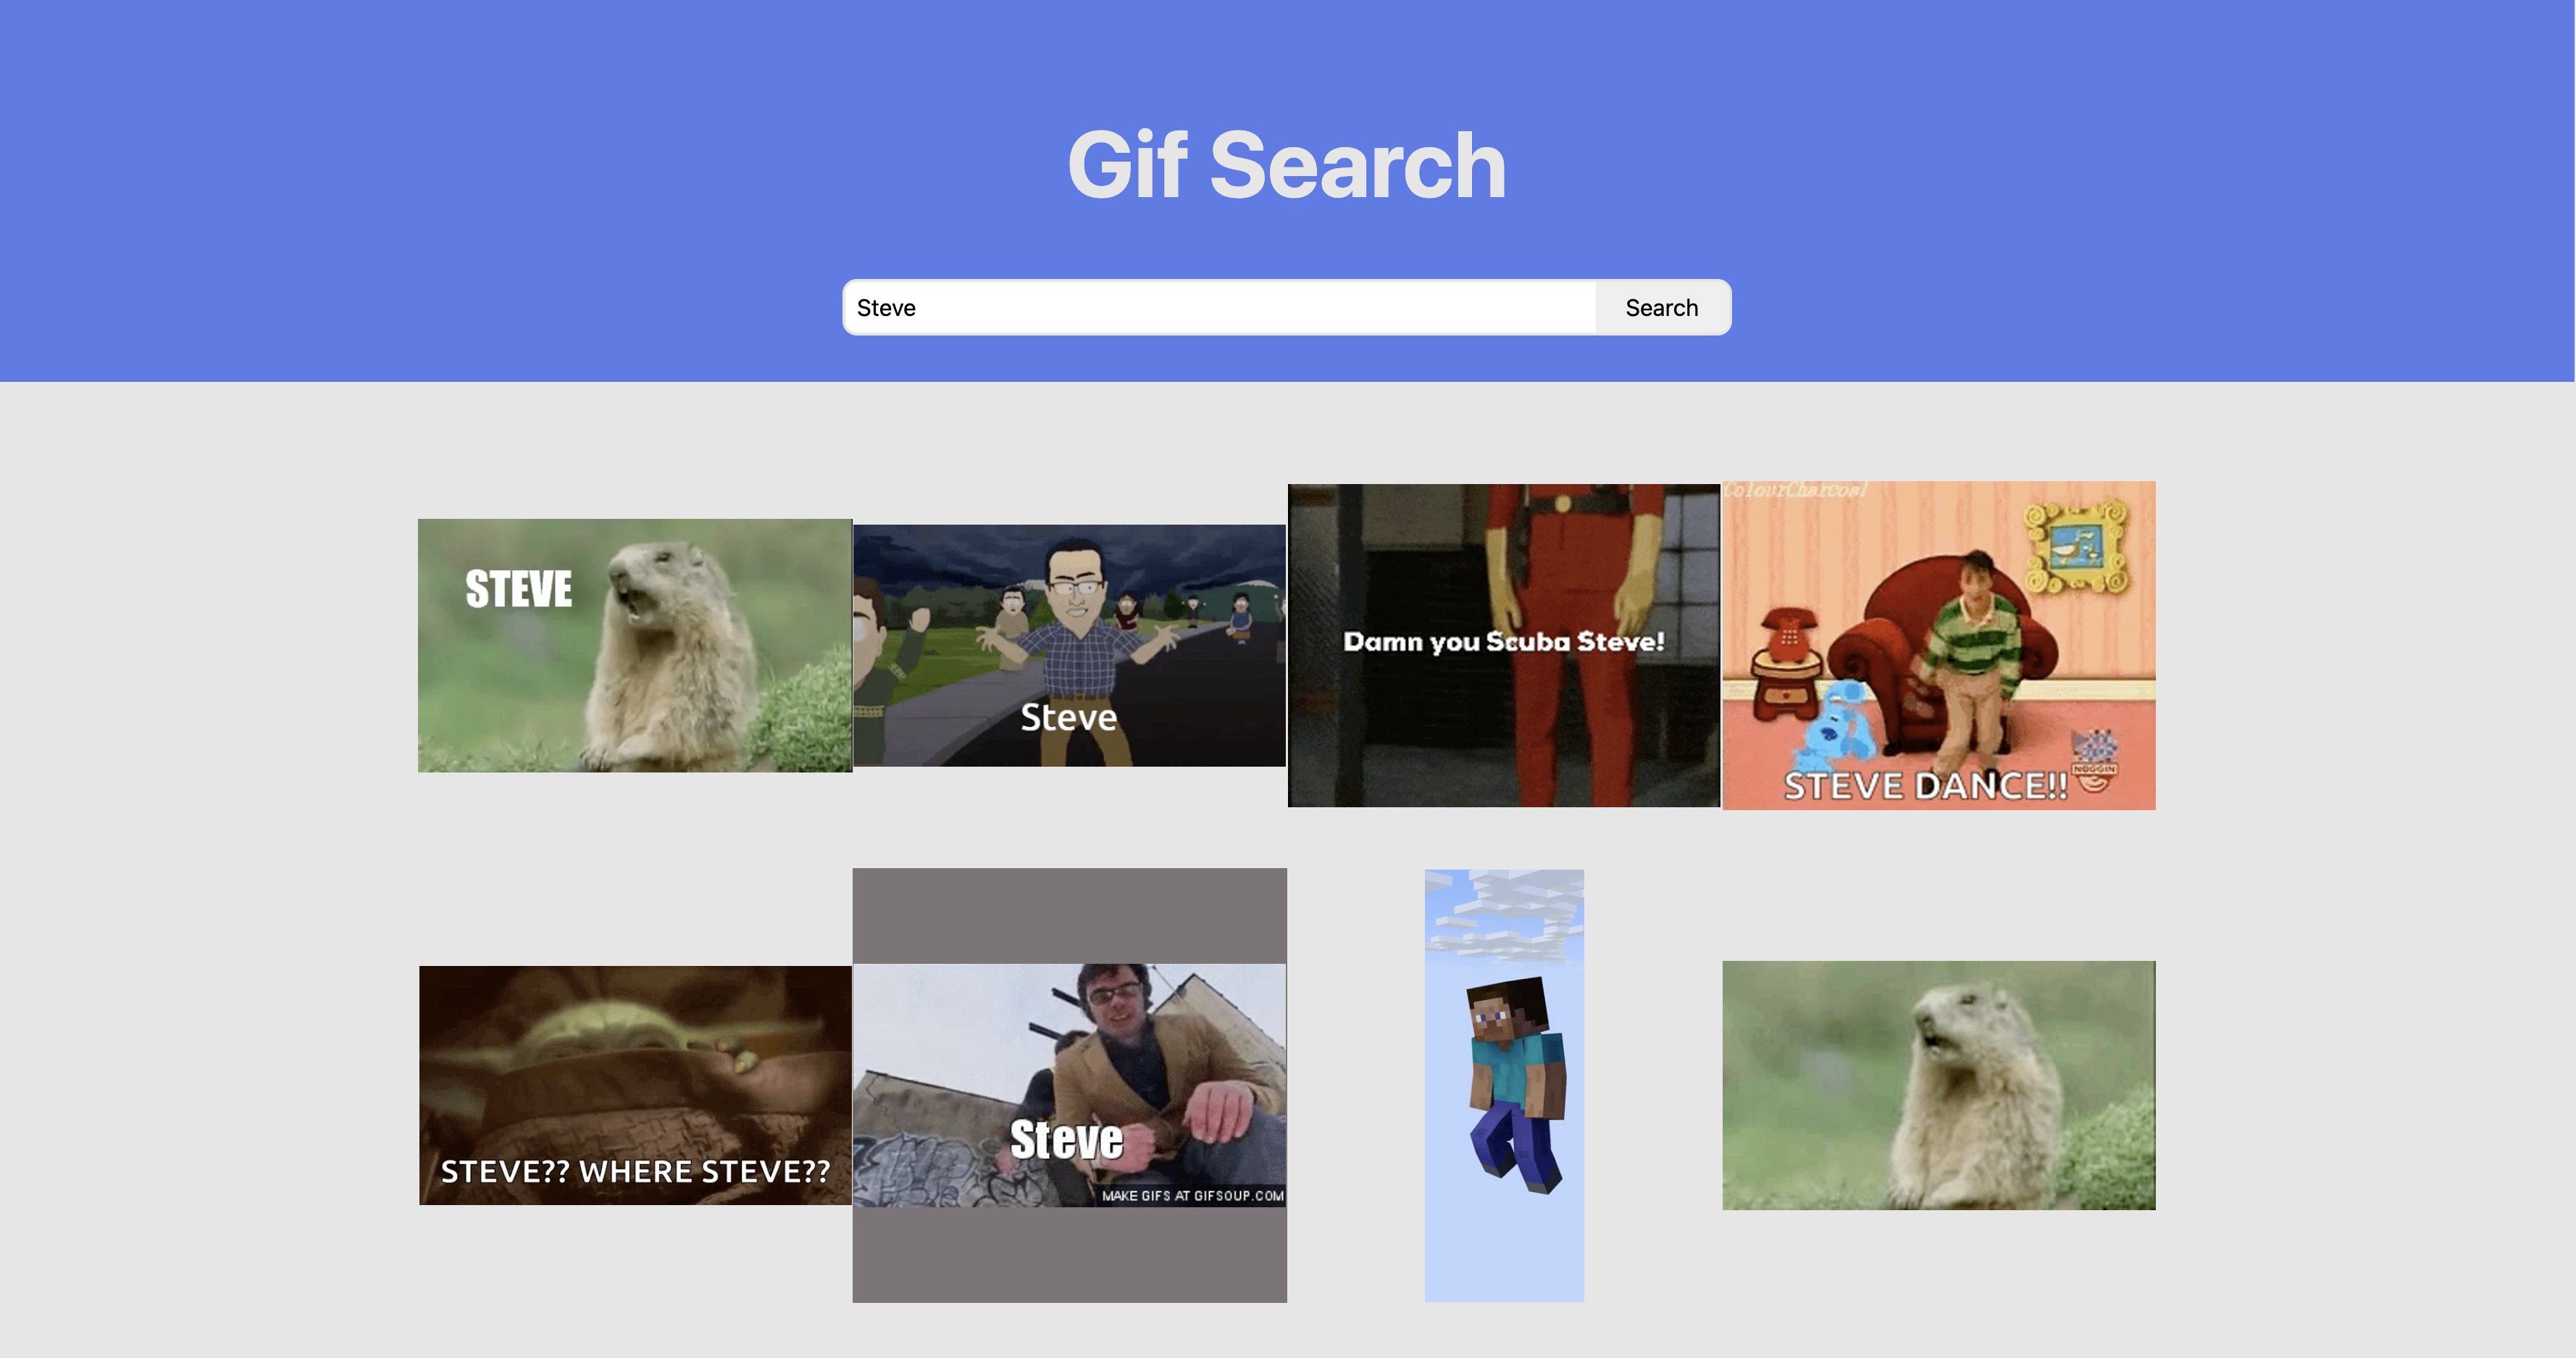 Gif Search
Steve
Search
STEVE
Steve
Damn you Scuba Steve!
ColourCharcoal
NOGGIN
STEVE DANCE!!
STEVE?? WHERE STEVE??
Steve
MAKE GIFS AT GIFSOUP.COM